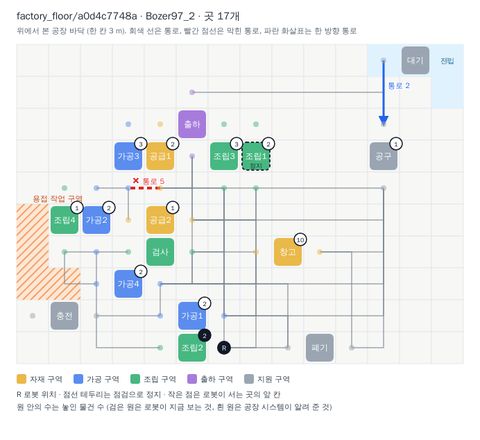 factory_floor/a0d4c7748a · Bozer97_2 · 곳 17개
위에서 본 공장 바닥 (한 칸 3 m). 회색 선은 통로, 빨간 점선은 막힌 통로, 파란 화살표는 한 방향 통로
대기
전립
통로 2
출하
3
2
3
2
1
가공3
공급1
조립3
조립1
정지
공구
✕ 통로 5
용접 작업 구역
1
2
1
조립4
가공2
공급2
10
검사
창고
2
가공4
2
충전
가공1
2
조립2
R
폐기
자재 구역
가공 구역
조립 구역
출하 구역
지원 구역
R 로봇 위치 · 점선 테두리는 점검으로 정지 · 작은 점은 로봇이 서는 곳의 앞 칸
원 안의 수는 놓인 물건 수 (검은 원은 로봇이 지금 보는 것, 흰 원은 공장 시스템이 알려 준 것)